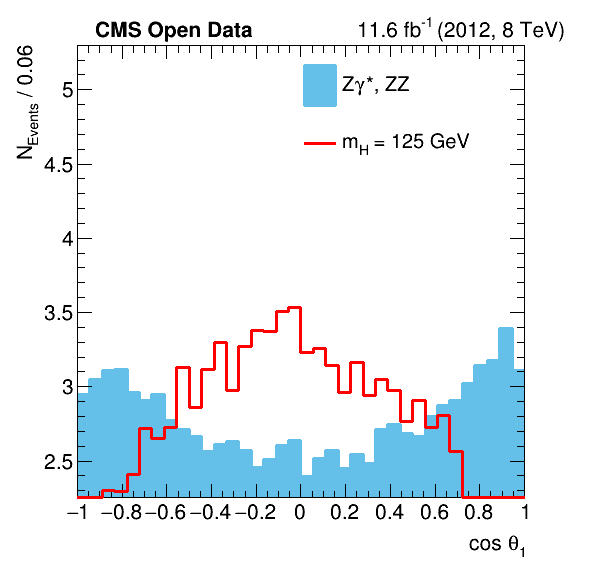 CMS Open Data 11.6 fb⁻¹ (2012, 8 TeV)
N_Events / 0.06
Zγ*, ZZ
m_H = 125 GeV
5
4.5
4
3.5
3
2.5
−1 −0.8 −0.6 −0.4 −0.2 0 0.2 0.4 0.6 0.8 1
cos θ₁